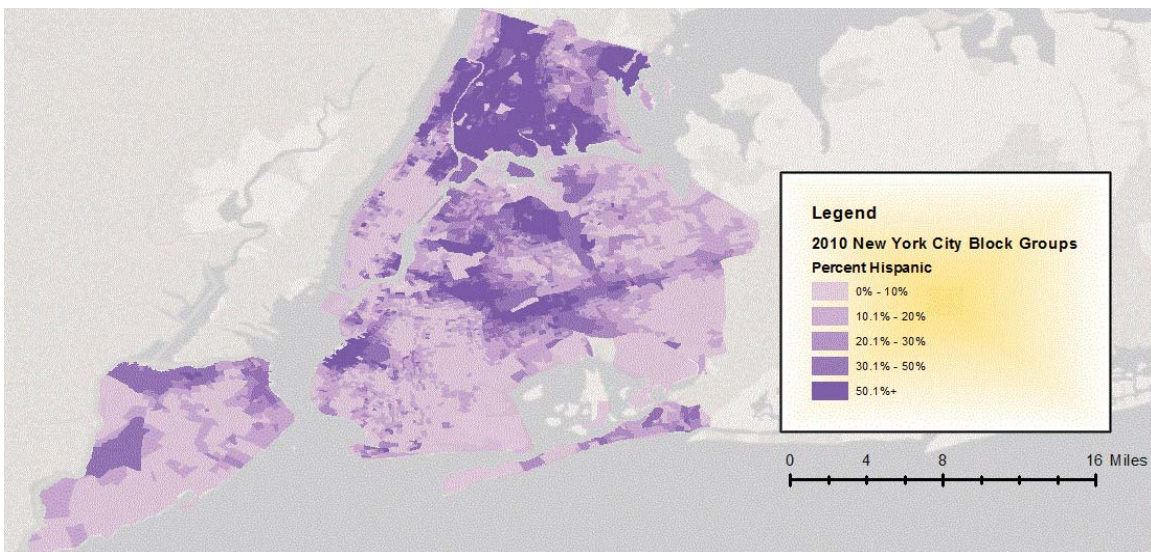 Legend
2010 New York City Block Groups
Percent Hispanic
0% - 10%
10.1% - 20%
20.1% - 30%
30.1% - 50%
50.1%+
0 4 8 16 Miles